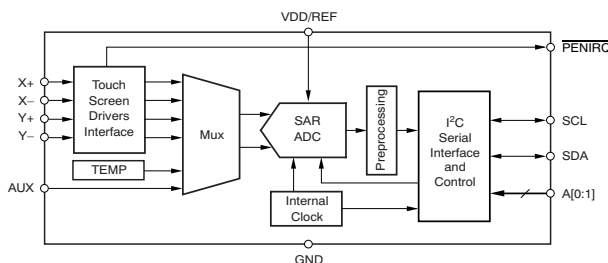 VDD/REF
PENIRQ
X+
X–
Y+
Y–
Touch
Screen
Drivers
Interface
Mux
SAR
ADC
Preprocessing
I²C
Serial
Interface
and
Control
SCL
SDA
TEMP
AUX
Internal
Clock
A[0:1]
GND